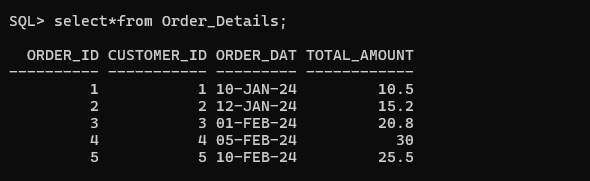 SQL> select*from Order_Details;
ORDER_ID CUSTOMER_ID ORDER_DAT TOTAL_AMOUNT
---------- ----------- --------- ------------
1 1 10-JAN-24 10.5
2 2 12-JAN-24 15.2
3 3 01-FEB-24 20.8
4 4 05-FEB-24 30
5 5 10-FEB-24 25.5